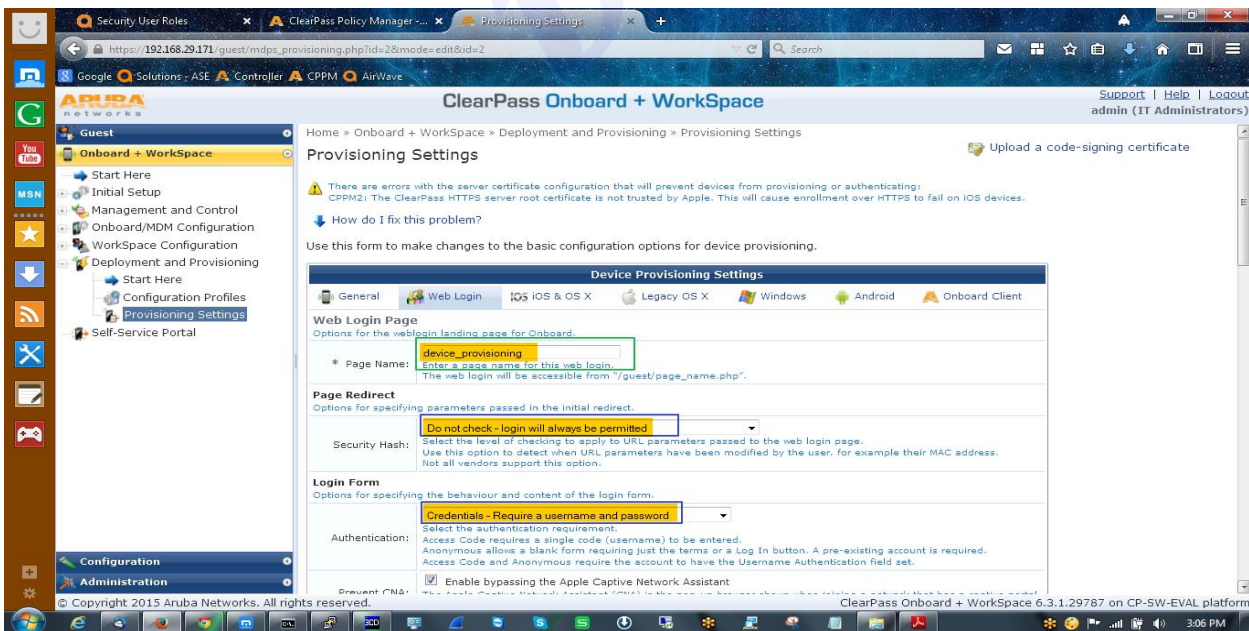 Security User Roles
ClearPass Policy Manager -...
Provisioning Settings
https://192.168.29.171/guest/mdps_provisioning.php?id=2&mode=edit&id=2
Search
Google Solutions - ASE Controller CPPM AirWave
ARUBA
networks
ClearPass Onboard + WorkSpace
Support | Help | Logout
admin (IT Administrators)
Guest
Onboard + WorkSpace
Start Here
Initial Setup
Management and Control
Onboard/MDM Configuration
WorkSpace Configuration
Deployment and Provisioning
Start Here
Configuration Profiles
Provisioning Settings
Self-Service Portal
Configuration
Administration
G
You
Tube
MSN
Home » Onboard + WorkSpace » Deployment and Provisioning » Provisioning Settings
Provisioning Settings
Upload a code-signing certificate
There are errors with the server certificate configuration that will prevent devices from provisioning or authenticating:
CPPM2: The ClearPass HTTPS server root certificate is not trusted by Apple. This will cause enrollment over HTTPS to fail on iOS devices.
How do I fix this problem?
Use this form to make changes to the basic configuration options for device provisioning.
Device Provisioning Settings
General Web Login iOS iOS & OS X Legacy OS X Windows Android Onboard Client
Web Login Page
Options for the weblogin landing page for Onboard.
* Page Name:
device_provisioning
Enter a page name for this web login.
The web login will be accessible from "/guest/page_name.php".
Page Redirect
Options for specifying parameters passed in the initial redirect.
Security Hash:
Do not check - login will always be permitted
Select the level of checking to apply to URL parameters passed to the web login page.
Use this option to detect when URL parameters have been modified by the user, for example their MAC address.
Not all vendors support this option.
Login Form
Options for specifying the behaviour and content of the login form.
Authentication:
Credentials - Require a username and password
Select the authentication requirement.
Access Code requires a single code (username) to be entered.
Anonymous allows a blank form requiring just the terms or a Log In button. A pre-existing account is required.
Access Code and Anonymous require the account to have the Username Authentication field set.
Prevent CNA:
Enable bypassing the Apple Captive Network Assistant
© Copyright 2015 Aruba Networks. All rights reserved.
ClearPass Onboard + WorkSpace 6.3.1.29787 on CP-SW-EVAL platform
3:06 PM